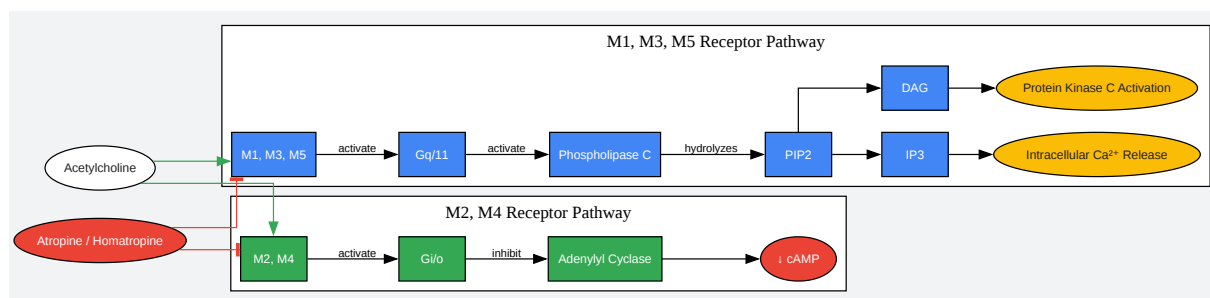 M1, M3, M5 Receptor Pathway
DAG
Protein Kinase C Activation
Acetylcholine
M1, M3, M5
activate
Gq/11
activate
Phospholipase C
hydrolyzes
PIP2
IP3
Intracellular Ca²⁺ Release
M2, M4 Receptor Pathway
Atropine / Homatropine
M2, M4
activate
Gi/o
inhibit
Adenylyl Cyclase
↓ cAMP